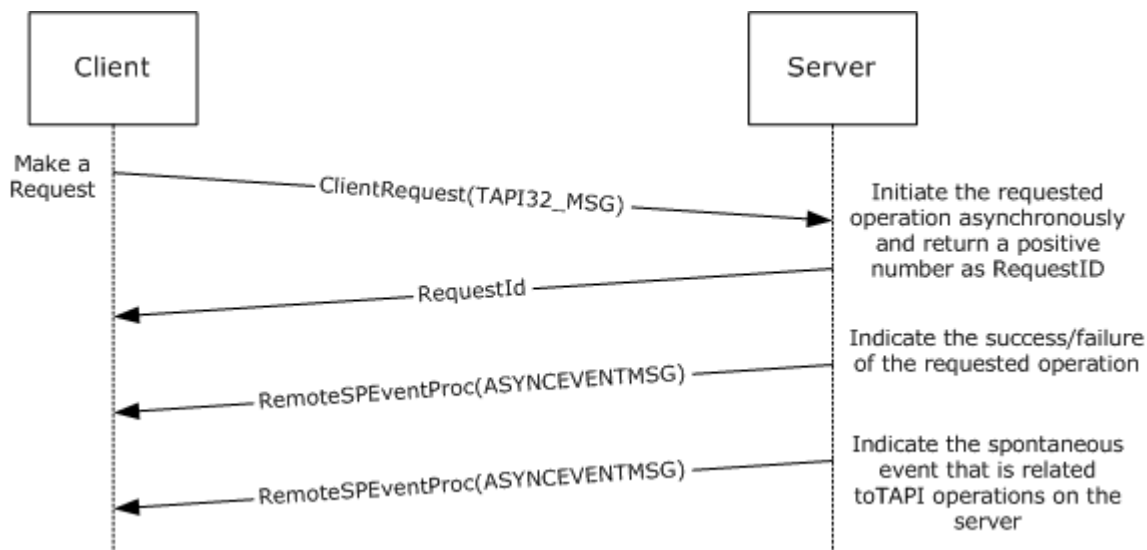 Client
Server
Make a
Request
ClientRequest(TAPI32_MSG)
Initiate the requested
operation asynchronously
and return a positive
number as RequestID
RequestId
Indicate the success/failure
of the requested operation
RemoteSPEventProc(ASYNCEVENTMSG)
Indicate the spontaneous
event that is related
toTAPI operations on the
server
RemoteSPEventProc(ASYNCEVENTMSG)